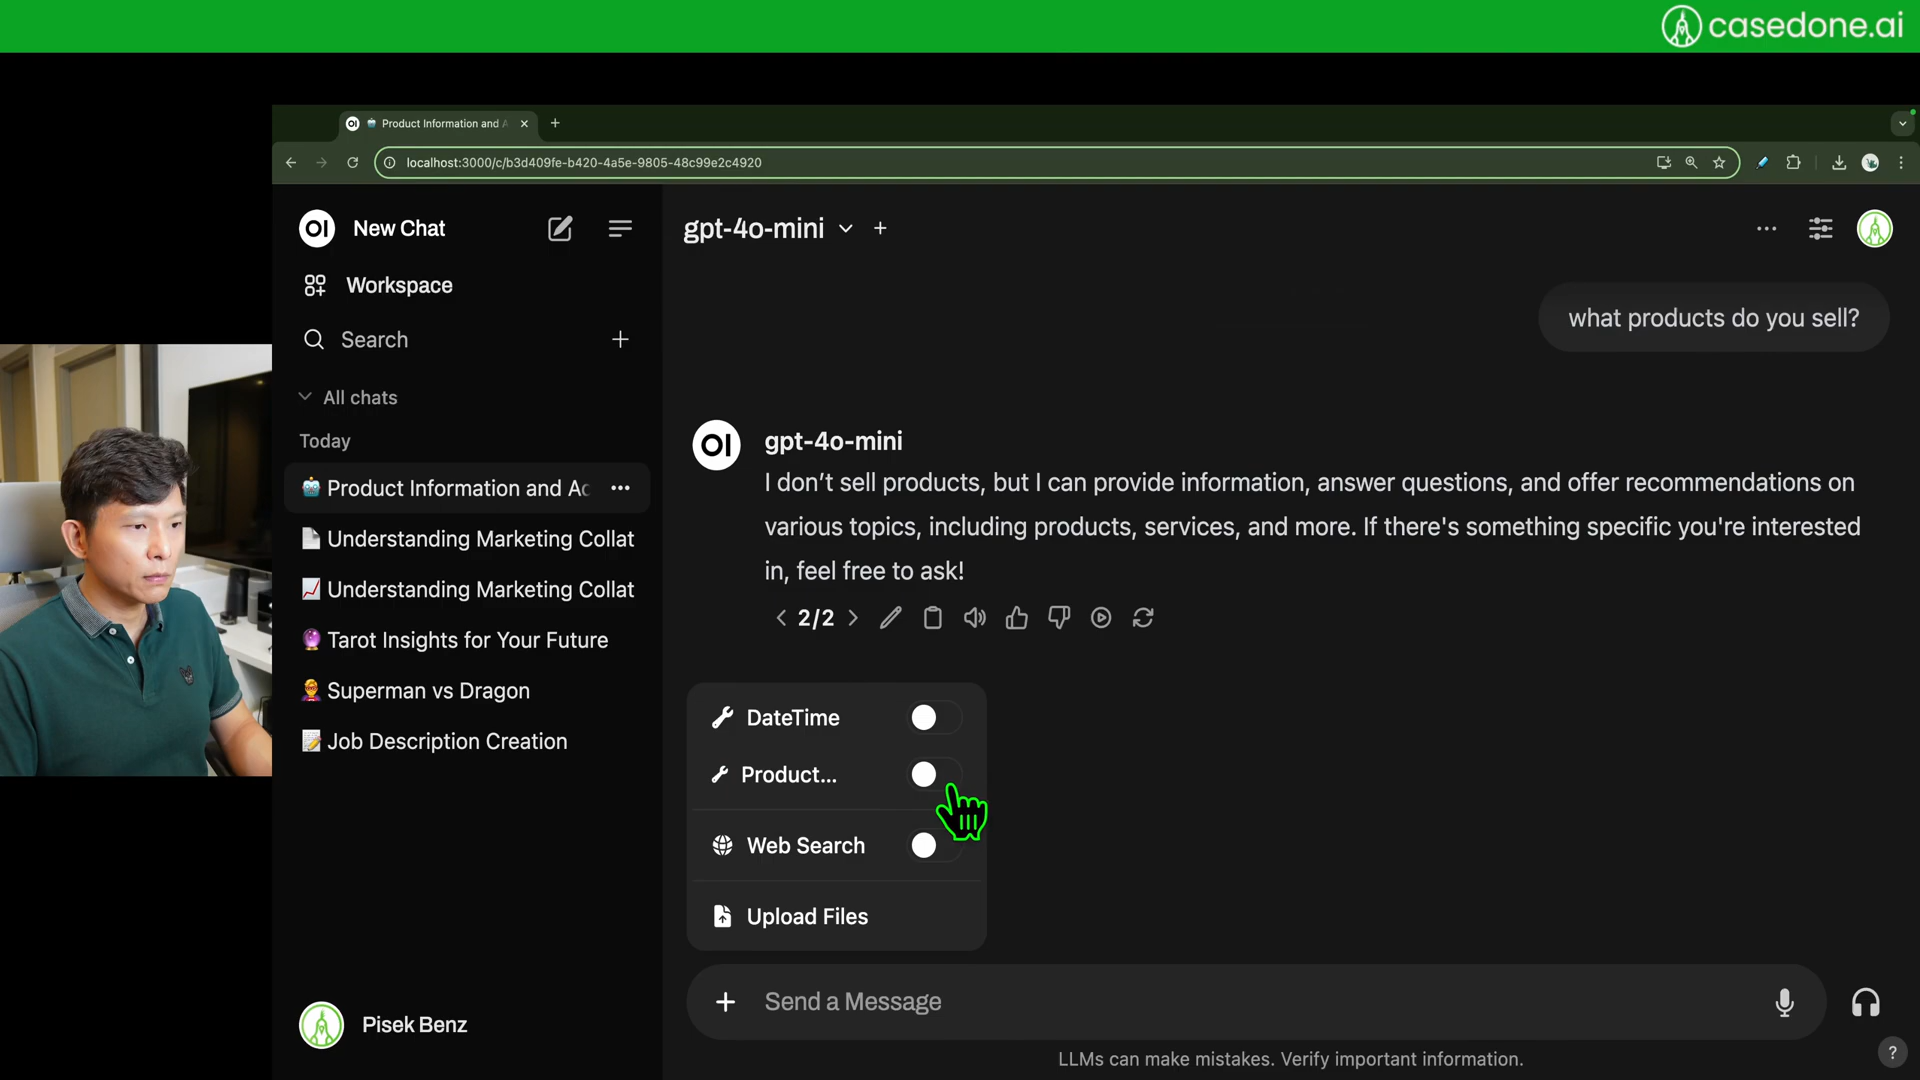 casedone.ai
Product Information and A
localhost:3000/c/b3d409fe-b420-4a5e-9805-48c99e2c4920
OI New Chat
Workspace
Search
All chats
Today
Product Information and Ac
Understanding Marketing Collat
Understanding Marketing Collat
Tarot Insights for Your Future
Superman vs Dragon
Job Description Creation
Pisek Benz
gpt-4o-mini
what products do you sell?
OI gpt-4o-mini
I don’t sell products, but I can provide information, answer questions, and offer recommendations on
various topics, including products, services, and more. If there's something specific you're interested
in, feel free to ask!
2/2
DateTime
Product...
Web Search
Upload Files
Send a Message
LLMs can make mistakes. Verify important information.
?